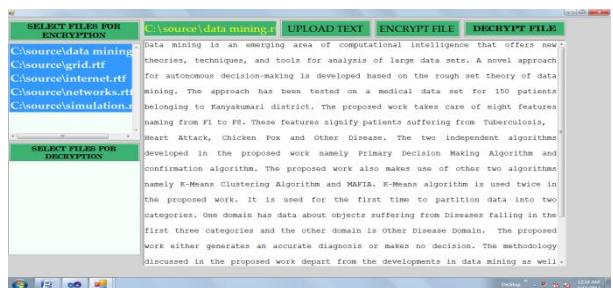 SELECT FILES FOR
ENCRYPTION
C:\source\data mining
C:\source\grid.rtf
C:\source\internet.rtf
C:\source\networks.rtf
C:\source\simulation.r
SELECT FILES FOR
DECRYPTION
C:\source\data mining.r UPLOAD TEXT ENCRYPT FILE DECRYPT FILE
Data mining is an emerging area of computational intelligence that offers new
theories, techniques, and tools for analysis of large data sets. A novel approach
for autonomous decision-making is developed based on the rough set theory of data
mining. The approach has been tested on a medical data set for 150 patients
belonging to Kanyakumari district. The proposed work takes care of eight features
naming from F1 to F8. These features signify patients suffering from Tuberculosis,
Heart Attack, Chicken Pox and Other Disease. The two independent algorithms
developed in the proposed work namely Primary Decision Making Algorithm and
confirmation algorithm. The proposed work also makes use of other two algorithms
namely K-Means Clustering Algorithm and MAFIA. K-Means algorithm is used twice in
the proposed work. It is used for the first time to partition data into two
categories. One domain has data about objects suffering from Diseases falling in the
first three categories and the other domain is Other Disease Domain. The proposed
work either generates an accurate diagnosis or makes no decision. The methodology
discussed in the proposed work depart from the developments in data mining as well
Desktop
12:38 AM